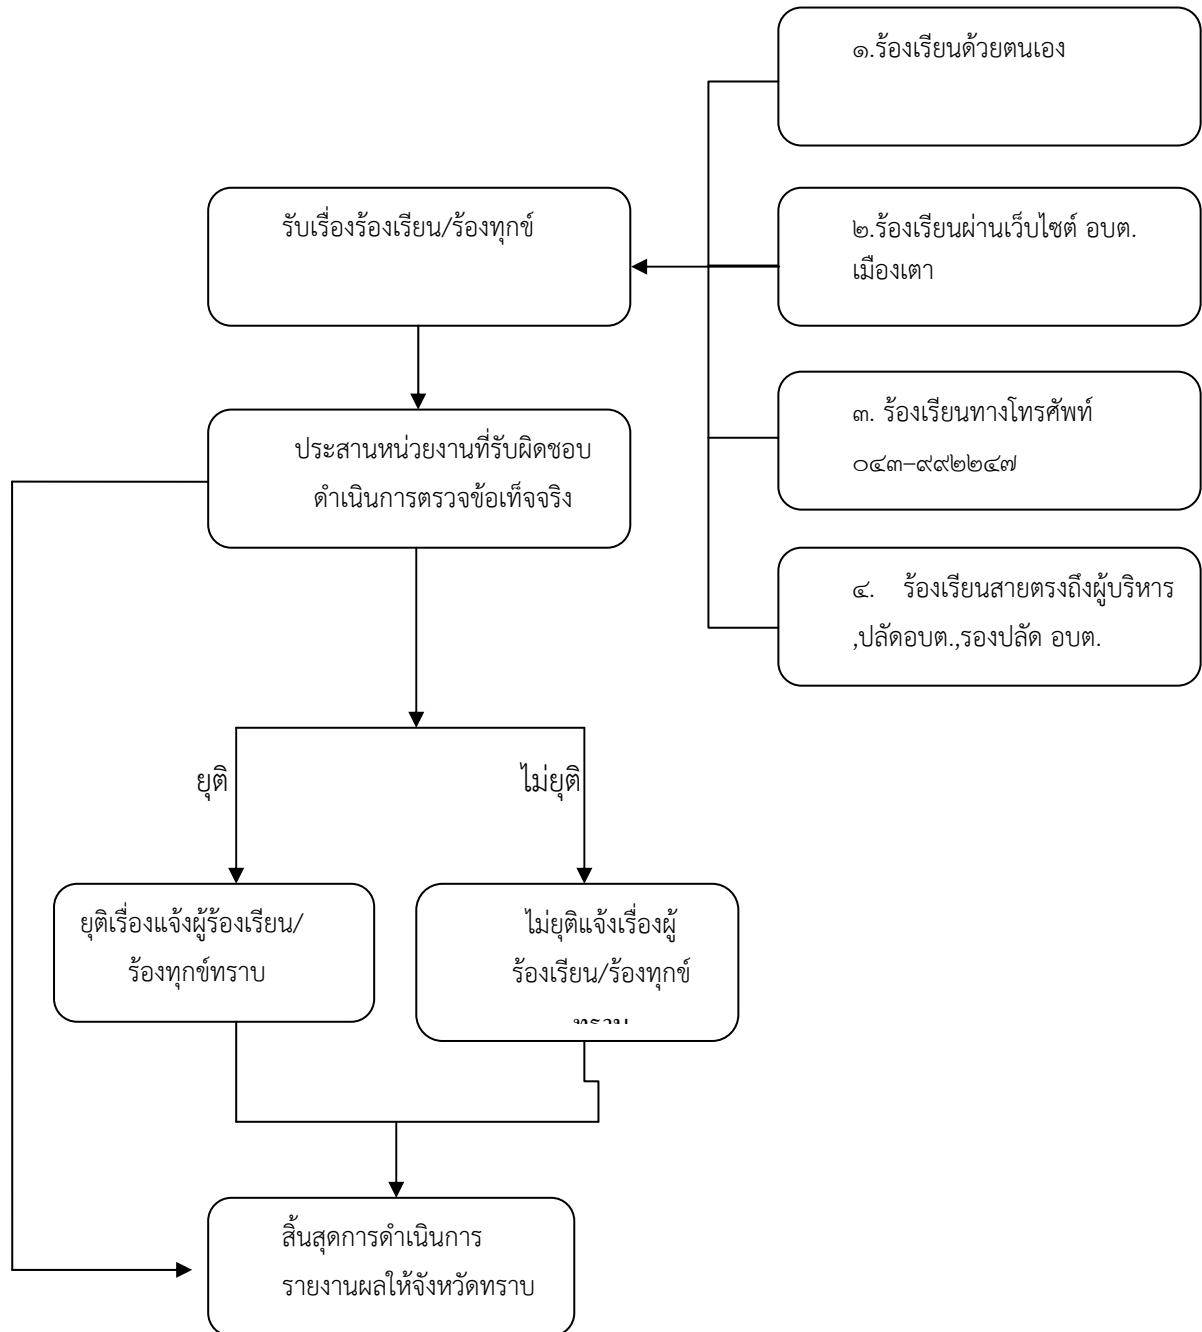 ๑.ร้องเรียนด้วยตนเอง
รับเรื่องร้องเรียน/ร้องทุกข์
๒.ร้องเรียนผ่านเว็บไซต์ อบต.
เมืองเตา
๓. ร้องเรียนทางโทรศัพท์
๐๔๓-๙๙๒๒๔๗
ประสานหน่วยงานที่รับผิดชอบ
ดำเนินการตรวจข้อเท็จจริง
๔. ร้องเรียนสายตรงถึงผู้บริหาร
,ปลัดอบต.,รองปลัด อบต.
ยุติ
ไม่ยุติ
ยุติเรื่องแจ้งผู้ร้องเรียน/
ร้องทุกข์ทราบ
ไม่ยุติแจ้งเรื่องผู้
ร้องเรียน/ร้องทุกข์
สิ้นสุดการดำเนินการ
รายงานผลให้จังหวัดทราบ